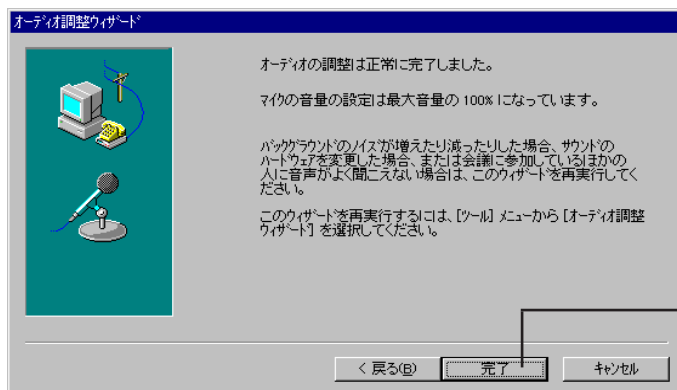 オーディオ調整ウィザード
オーディオの調整は正常に完了しました。
マイクの音量の設定は最大音量の 100% になっています。
バックグラウンドのノイズが増えたり減ったりした場合、サウンドの
ハードウェアを変更した場合、または会議に参加しているほかの
人に音声がよく聞こえない場合は、このウィザードを再実行してく
ださい。
このウィザードを再実行するには、[ツール] メニューから [オーディオ調整
ウィザード] を選択してください。
< 戻る(B)
完了
キャンセル